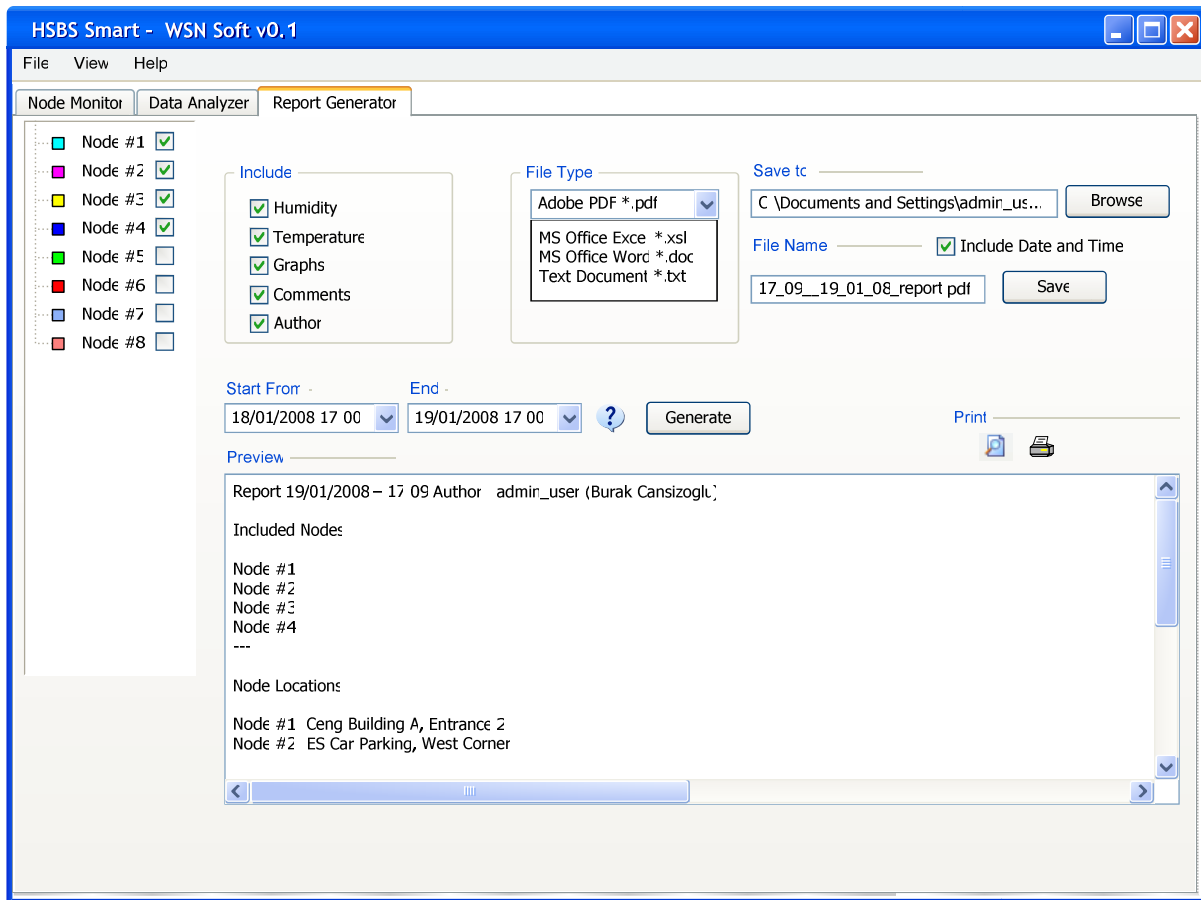 HSBS Smart - WSN Soft v0.1
File View Help
Node Monitor Data Analyzer Report Generator
Node #1
Node #2
Node #3
Node #4
Node #5
Node #6
Node #7
Node #8
Include
Humidity
Temperature
Graphs
Comments
Author
File Type
Adobe PDF *.pdf
MS Office Exce *.xsl
MS Office Word *.doc
Text Document *.txt
Save to
C \Documents and Settings\admin_us... Browse
File Name Include Date and Time
17_09__19_01_08_report pdf Save
Start From - End -
18/01/2008 17 00 19/01/2008 17 00 ? Generate
Print
Preview
Report 19/01/2008 – 17 09 Author admin_user (Burak Cansizoglu)
Included Nodes
Node #1
Node #2
Node #3
Node #4
---
Node Locations
Node #1 Ceng Building A, Entrance 2
Node #2 ES Car Parking, West Corner